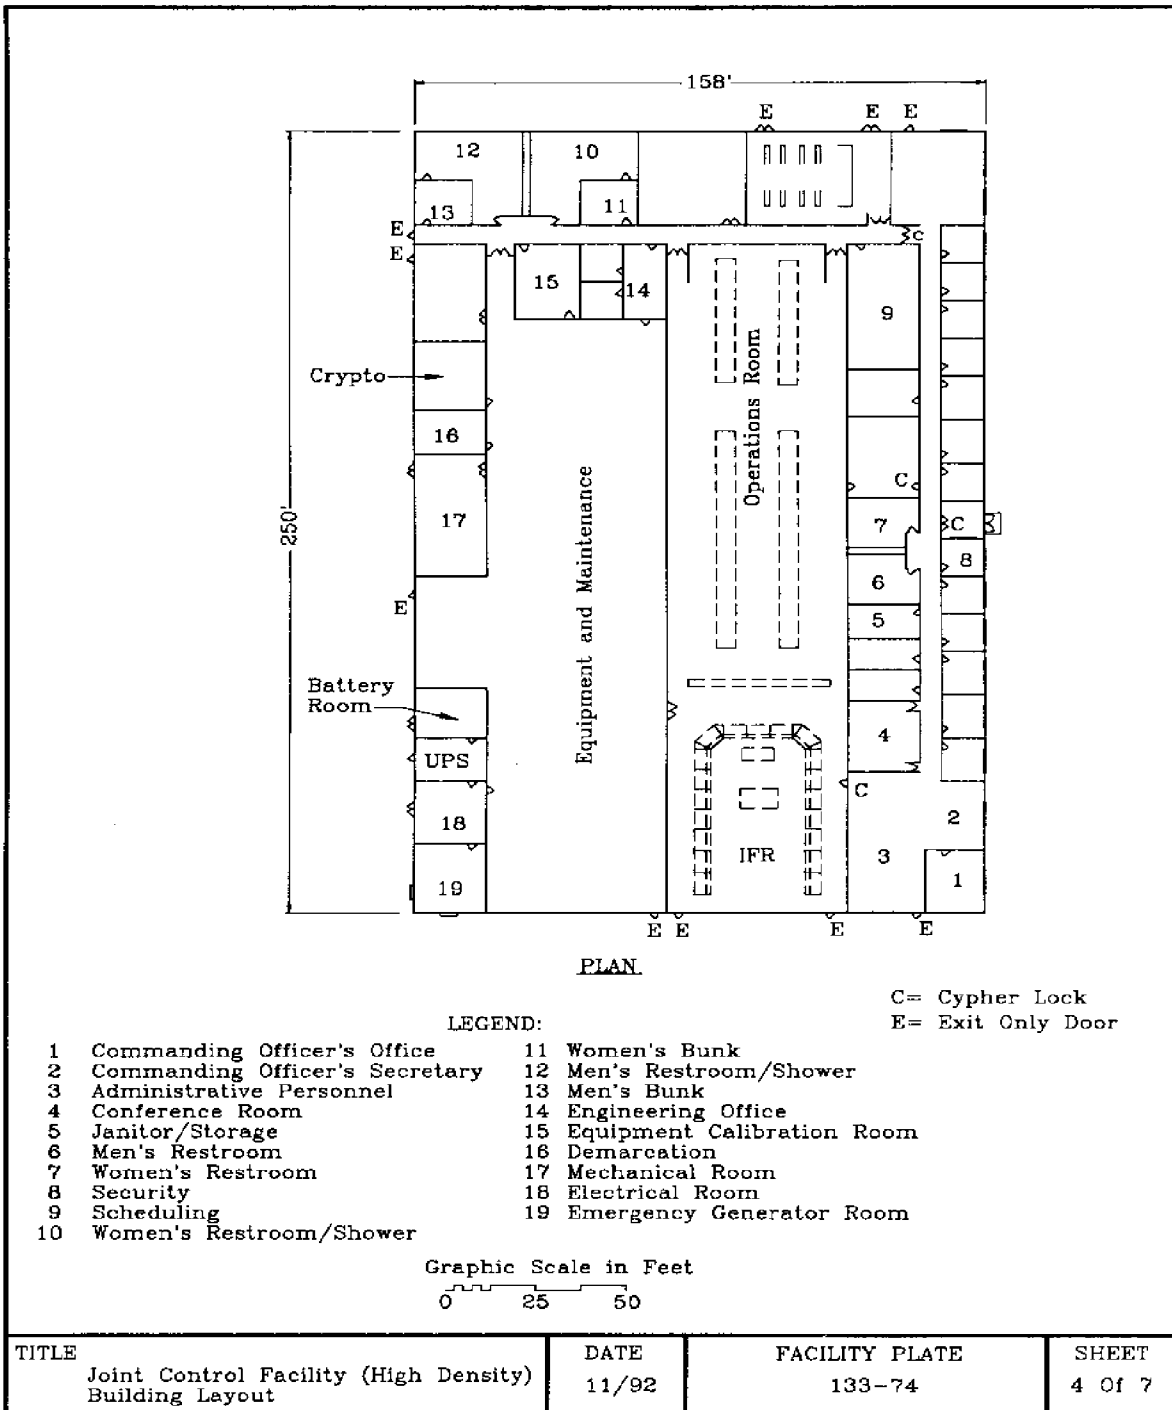 158'
E E E
12 10
13 11
E C
E
15 14
9
Crypto
Operations Room
16
C
250'
17
7 C
Equipment and Maintenance
8
6
E
5
Battery
Room
4
UPS
C
18
2
IFR 3
1
19
E E E E
PLAN
C= Cypher Lock
E= Exit Only Door
LEGEND:
1 Commanding Officer's Office
2 Commanding Officer's Secretary
3 Administrative Personnel
4 Conference Room
5 Janitor/Storage
6 Men's Restroom
7 Women's Restroom
8 Security
9 Scheduling
10 Women's Restroom/Shower
11 Women's Bunk
12 Men's Restroom/Shower
13 Men's Bunk
14 Engineering Office
15 Equipment Calibration Room
16 Demarcation
17 Mechanical Room
18 Electrical Room
19 Emergency Generator Room
Graphic Scale in Feet
0 25 50
TITLE
Joint Control Facility (High Density)
Building Layout
DATE
11/92
FACILITY PLATE
133-74
SHEET
4 Of 7